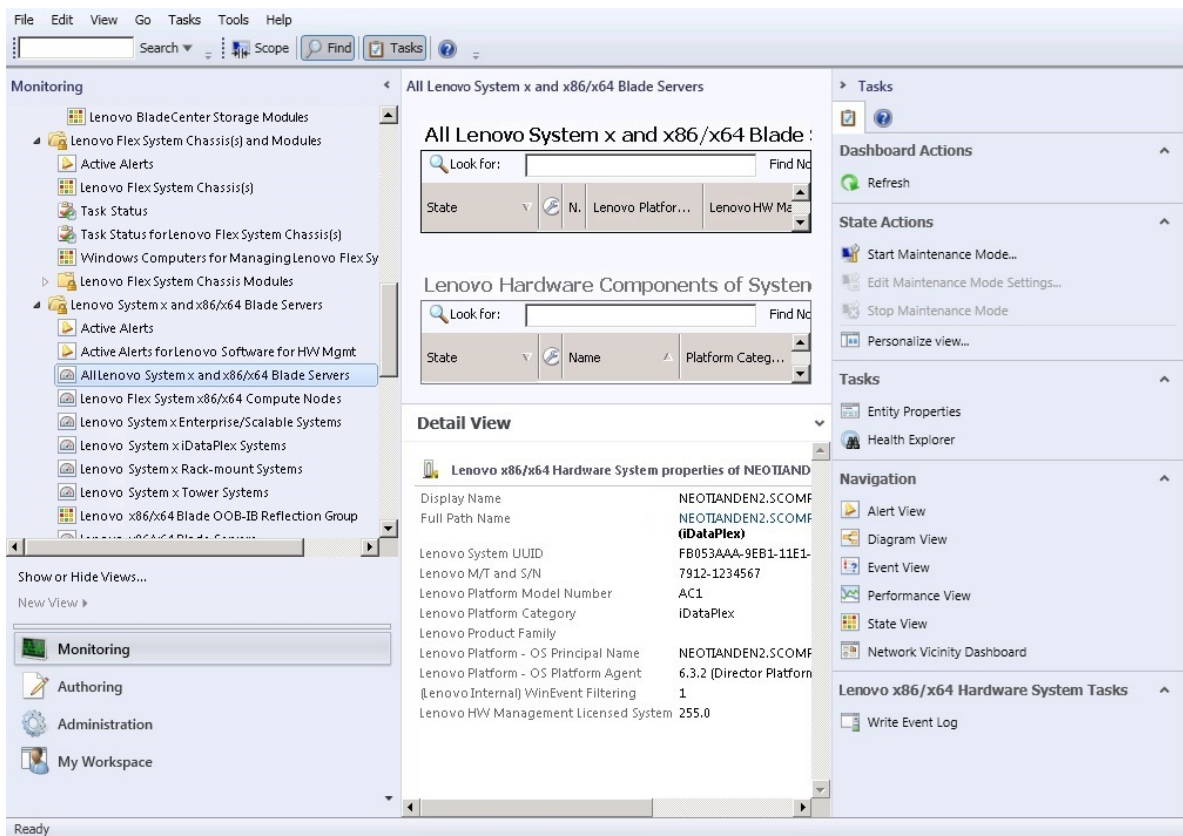 File Edit View Go Tasks Tools Help
Search Scope Find Tasks
Monitoring
Lenovo BladeCenter Storage Modules
Lenovo Flex System Chassis(s) and Modules
Active Alerts
Lenovo Flex System Chassis(s)
Task Status
Task Status for Lenovo Flex System Chassis(s)
Windows Computers for Managing Lenovo Flex Sy
Lenovo Flex System Chassis Modules
Lenovo System x and x86/x64 Blade Servers
Active Alerts
Active Alerts for Lenovo Software for HW Mgmt
All Lenovo System x and x86/x64 Blade Servers
Lenovo Flex System x86/x64 Compute Nodes
Lenovo System x Enterprise/Scalable Systems
Lenovo System x iDataPlex Systems
Lenovo System x Rack-mount Systems
Lenovo System x Tower Systems
Lenovo x86/x64 Blade OOB-IB Reflection Group
Show or Hide Views...
New View
Monitoring
Authoring
Administration
My Workspace
Ready
All Lenovo System x and x86/x64 Blade Servers
All Lenovo System x and x86/x64 Blade
Look for: Find No
State N. Lenovo Platfor... Lenovo HW Ma
Lenovo Hardware Components of System
Look for: Find No
State Name Platform Categ...
Detail View
Lenovo x86/x64 Hardware System properties of NEOTIAND
Display Name NEOTIANDEN2.SCOMF
Full Path Name NEOTIANDEN2.SCOMF
(iDataPlex)
Lenovo System UUID FB053AAA-9EB1-11E1-
Lenovo M/T and S/N 7912-1234567
Lenovo Platform Model Number AC1
Lenovo Platform Category iDataPlex
Lenovo Product Family
Lenovo Platform - OS Principal Name NEOTIANDEN2.SCOMF
Lenovo Platform - OS Platform Agent 6.3.2 (Director Platform
(Lenovo Internal) WinEvent Filtering 1
Lenovo HW Management Licensed System 255.0
Tasks
Dashboard Actions
Refresh
State Actions
Start Maintenance Mode...
Edit Maintenance Mode Settings...
Stop Maintenance Mode
Personalize view...
Tasks
Entity Properties
Health Explorer
Navigation
Alert View
Diagram View
Event View
Performance View
State View
Network Vicinity Dashboard
Lenovo x86/x64 Hardware System Tasks
Write Event Log